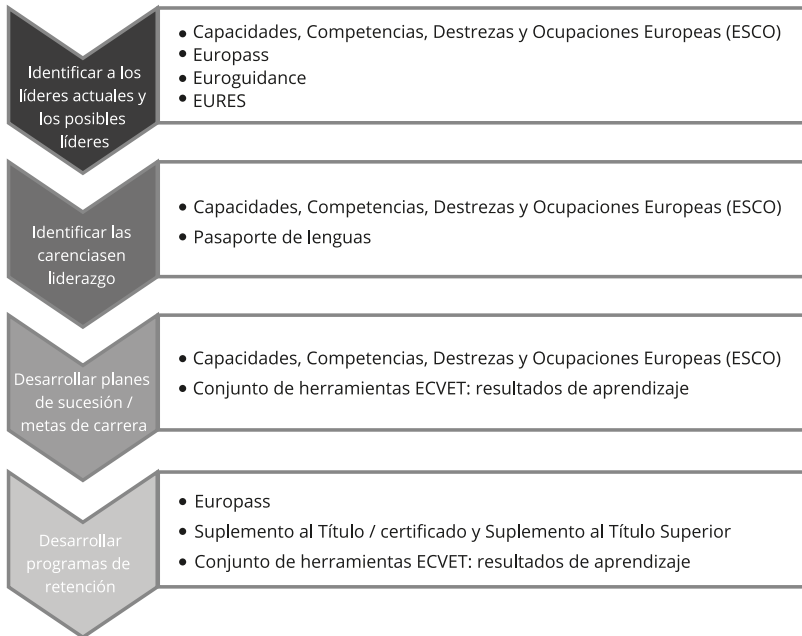 Identificar a los
líderes actuales y
los posibles
líderes
• Capacidades, Competencias, Destrezas y Ocupaciones Europeas (ESCO)
• Europass
• Euroguidance
• EURES
Identificar las
carenciasen
liderazgo
• Capacidades, Competencias, Destrezas y Ocupaciones Europeas (ESCO)
• Pasaporte de lenguas
Desarrollar planes
de sucesión /
metas de carrera
• Capacidades, Competencias, Destrezas y Ocupaciones Europeas (ESCO)
• Conjunto de herramientas ECVET: resultados de aprendizaje
Desarrollar
programas de
retención
• Europass
• Suplemento al Título / certificado y Suplemento al Título Superior
• Conjunto de herramientas ECVET: resultados de aprendizaje